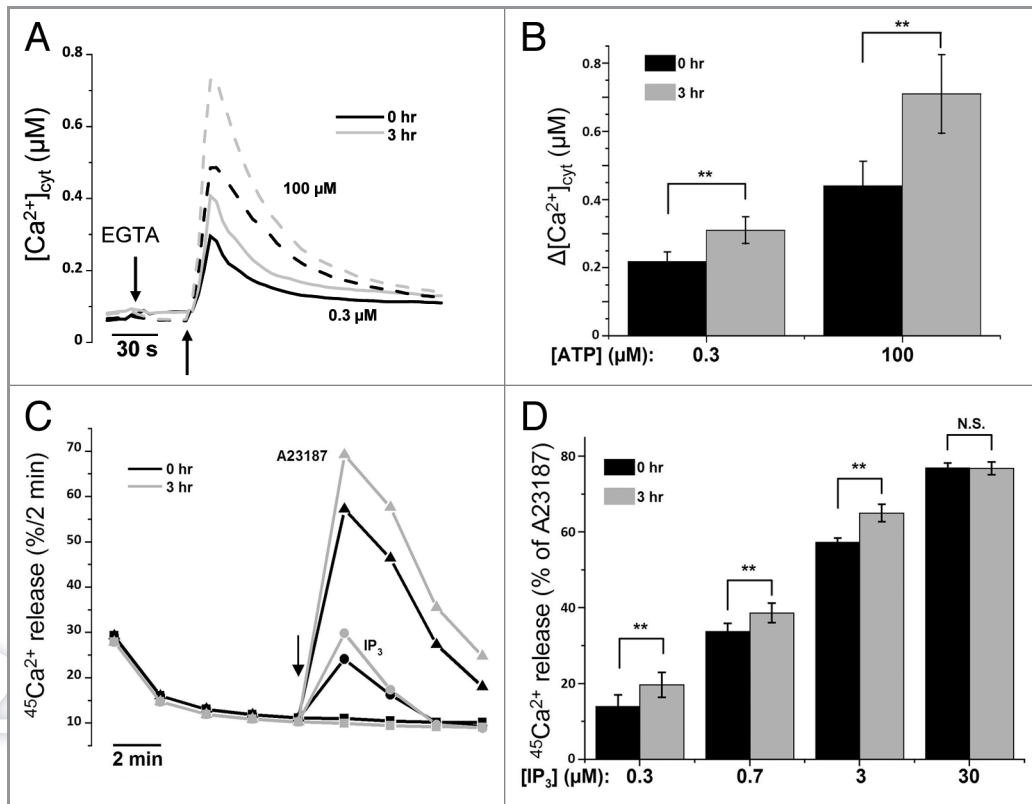 A
[Ca²⁺]cyt (µM)
0.8
0.6
0.4
0.2
0
0 hr
3 hr
100 µM
EGTA
0.3 µM
30 s
B
Δ[Ca²⁺]cyt (µM)
0.8
0.6
0.4
0.2
0
0 hr
3 hr
**
**
[ATP] (µM): 0.3 100
C
⁴⁵Ca²⁺ release (%/2 min)
70
60
50
40
30
20
10
0 hr
3 hr
A23187
IP₃
2 min
D
⁴⁵Ca²⁺ release (% of A23187)
80
60
40
20
0
0 hr
3 hr
**
**
**
N.S.
[IP₃] (µM): 0.3 0.7 3 30